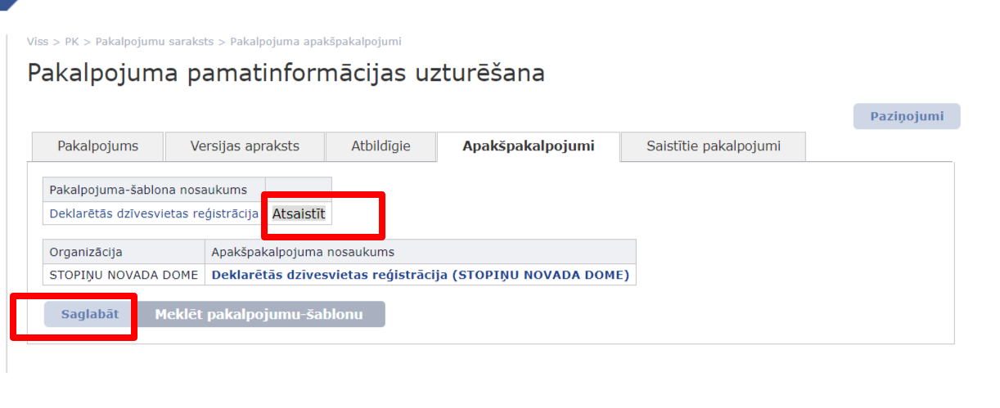 Viss > PK > Pakalpojumu saraksts > Pakalpojuma apakšpakalpojumi
Pakalpojuma pamatinformācijas uzturēšana
Paziņojumi
Pakalpojums Versijas apraksts Atbildīgie Apakšpakalpojumi Saistītie pakalpojumi
Pakalpojuma-šablona nosaukums
Deklarētās dzīvesvietas reģistrācija Atsaistīt
Organizācija Apakšpakalpojuma nosaukums
STOPIŅU NOVADA DOME Deklarētās dzīvesvietas reģistrācija (STOPIŅU NOVADA DOME)
Saglabāt Meklēt pakalpojumu-šablonu